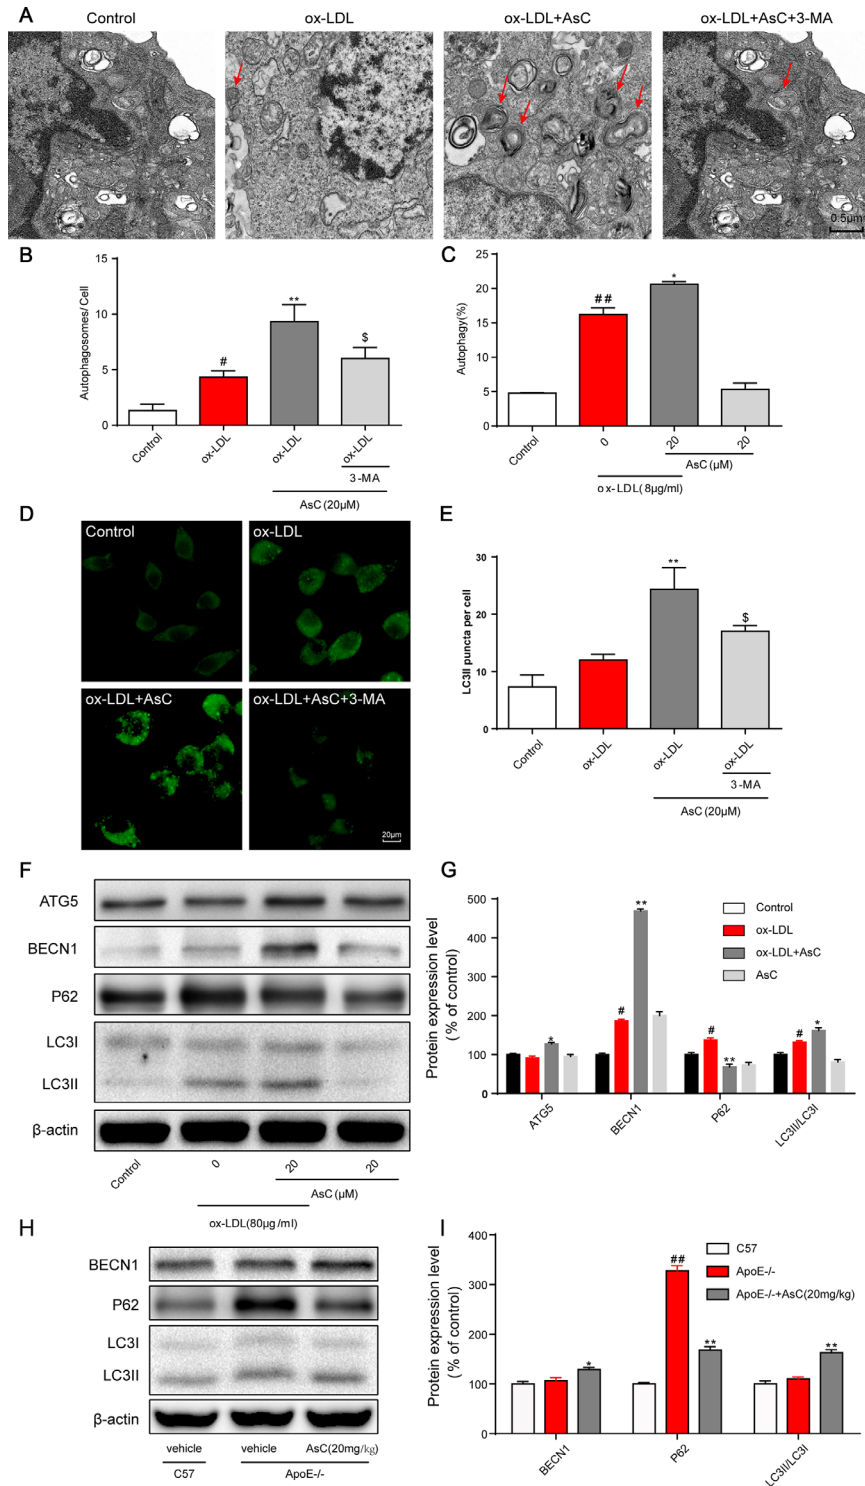 A
Control
ox-LDL
ox-LDL+AsC
ox-LDL+AsC+3-MA
0.5μm
B
Autophagosomes/ Cell
15
10
5
0
#
**
$
Control
ox-LDL
ox-LDL
ox-LDL
3-MA
AsC (20μM)
C
Autophagy(%)
25
20
15
10
5
0
##
*
Control
0
20
20
AsC (μM)
ox-LDL( 8μg/ml)
D
Control
ox-LDL
ox-LDL+AsC
ox-LDL+AsC+3-MA
20μm
E
LC3II puncta per cell
30
20
10
0
**
$
Control
ox-LDL
ox-LDL
ox-LDL
3-MA
AsC (20μM)
F
ATG5
BECN1
P62
LC3I
LC3II
β-actin
Control
0
20
20
AsC (μM)
ox-LDL(80μg /ml)
G
Protein expression level
(% of control)
500
400
300
200
100
0
Control
ox-LDL
ox-LDL+AsC
AsC
*
#
**
#
**
#
*
ATG5
BECN1
P62
LC3II/LC3I
H
BECN1
P62
LC3I
LC3II
β-actin
vehicle
vehicle
AsC(20mg/kg)
C57
ApoE-/-
I
Protein expression level
(% of control)
400
300
200
100
0
C57
ApoE-/-
ApoE-/-+AsC(20mg/kg)
*
##
**
**
BECN1
P62
LC3II/LC3I